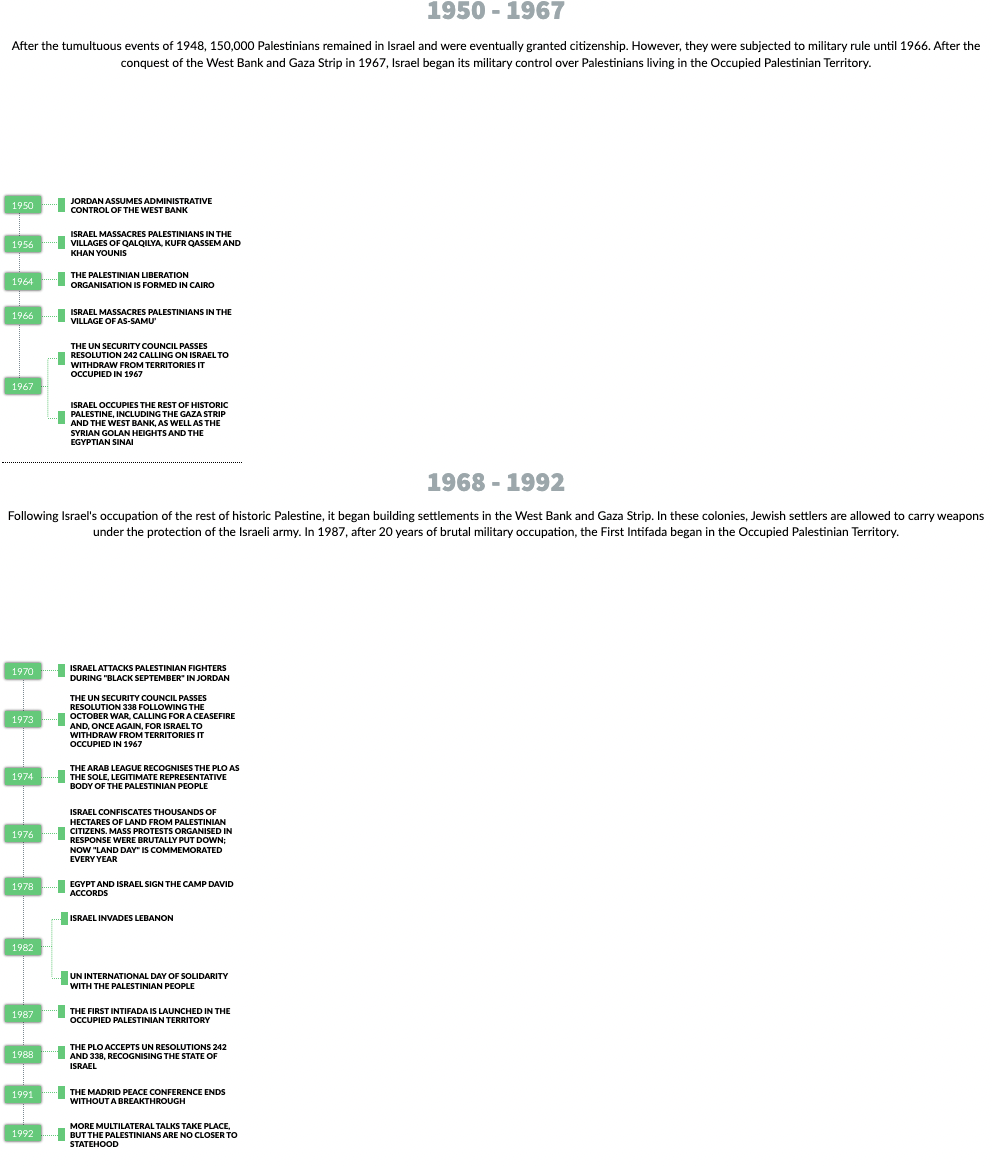 1950 - 1967
After the tumultuous events of 1948, 150,000 Palestinians remained in Israel and were eventually granted citizenship. However, they were subjected to military rule until 1966. After the
conquest of the West Bank and Gaza Strip in 1967, Israel began its military control over Palestinians living in the Occupied Palestinian Territory.
1950
JORDAN ASSUMES ADMINISTRATIVE
CONTROL OF THE WEST BANK
1956
ISRAEL MASSACRES PALESTINIANS IN THE
VILLAGES OF QALQILYA, KUFR QASSEM AND
KHAN YOUNIS
1964
THE PALESTINIAN LIBERATION
ORGANISATION IS FORMED IN CAIRO
1966
ISRAEL MASSACRES PALESTINIANS IN THE
VILLAGE OF AS-SAMU'
1967
THE UN SECURITY COUNCIL PASSES
RESOLUTION 242 CALLING ON ISRAEL TO
WITHDRAW FROM TERRITORIES IT
OCCUPIED IN 1967
ISRAEL OCCUPIES THE REST OF HISTORIC
PALESTINE, INCLUDING THE GAZA STRIP
AND THE WEST BANK, AS WELL AS THE
SYRIAN GOLAN HEIGHTS AND THE
EGYPTIAN SINAI
1968 - 1992
Following Israel's occupation of the rest of historic Palestine, it began building settlements in the West Bank and Gaza Strip. In these colonies, Jewish settlers are allowed to carry weapons
under the protection of the Israeli army. In 1987, after 20 years of brutal military occupation, the First Intifada began in the Occupied Palestinian Territory.
1970
ISRAEL ATTACKS PALESTINIAN FIGHTERS
DURING "BLACK SEPTEMBER" IN JORDAN
1973
THE UN SECURITY COUNCIL PASSES
RESOLUTION 338 FOLLOWING THE
OCTOBER WAR, CALLING FOR A CEASEFIRE
AND, ONCE AGAIN, FOR ISRAEL TO
WITHDRAW FROM TERRITORIES IT
OCCUPIED IN 1967
1974
THE ARAB LEAGUE RECOGNISES THE PLO AS
THE SOLE, LEGITIMATE REPRESENTATIVE
BODY OF THE PALESTINIAN PEOPLE
1976
ISRAEL CONFISCATES THOUSANDS OF
HECTARES OF LAND FROM PALESTINIAN
CITIZENS. MASS PROTESTS ORGANISED IN
RESPONSE WERE BRUTALLY PUT DOWN;
NOW "LAND DAY" IS COMMEMORATED
EVERY YEAR
1978
EGYPT AND ISRAEL SIGN THE CAMP DAVID
ACCORDS
1982
ISRAEL INVADES LEBANON
UN INTERNATIONAL DAY OF SOLIDARITY
WITH THE PALESTINIAN PEOPLE
1987
THE FIRST INTIFADA IS LAUNCHED IN THE
OCCUPIED PALESTINIAN TERRITORY
1988
THE PLO ACCEPTS UN RESOLUTIONS 242
AND 338, RECOGNISING THE STATE OF
ISRAEL
1991
THE MADRID PEACE CONFERENCE ENDS
WITHOUT A BREAKTHROUGH
1992
MORE MULTILATERAL TALKS TAKE PLACE,
BUT THE PALESTINIANS ARE NO CLOSER TO
STATEHOOD